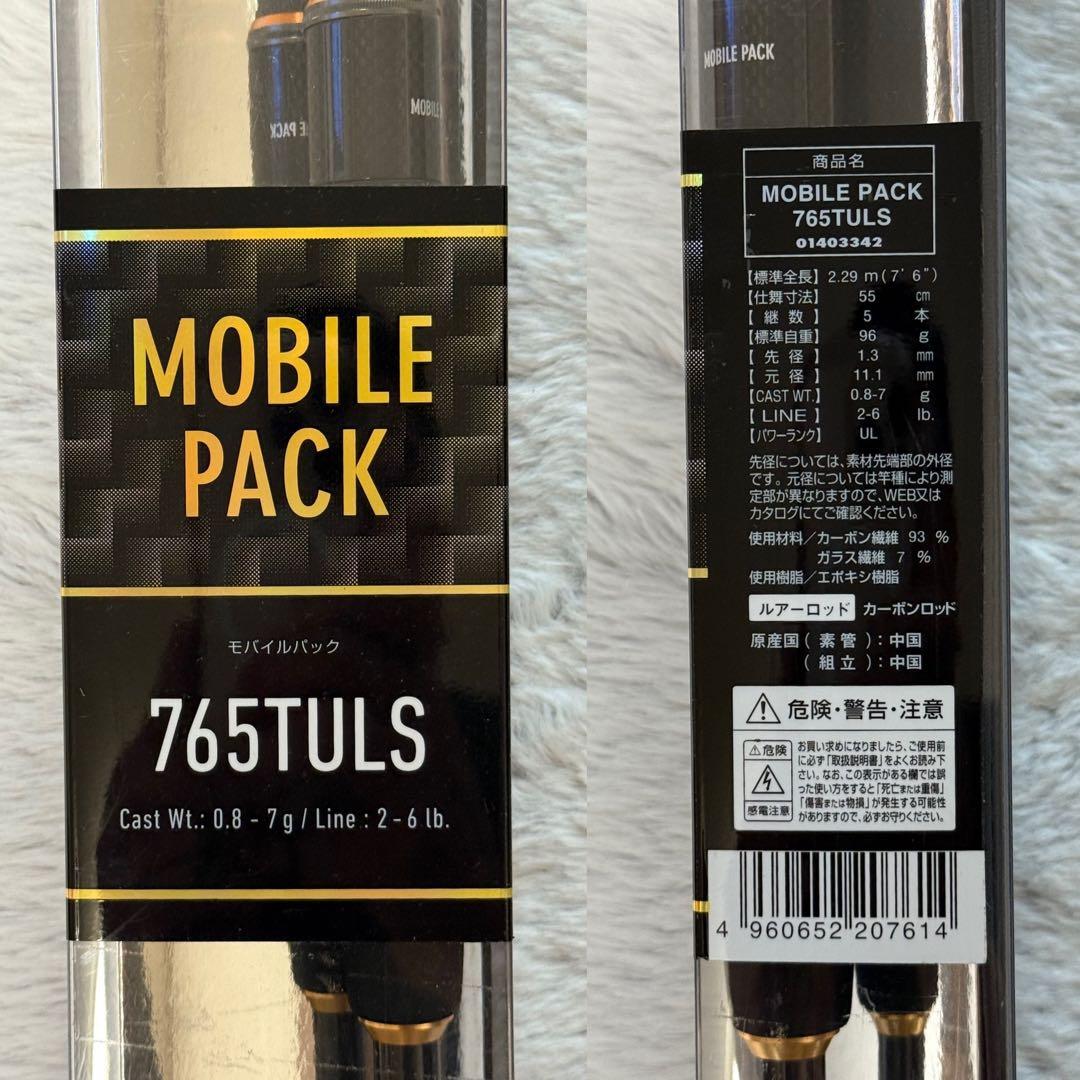 MOBILE
PACK
モバイルパック
765TULS
Cast Wt.: 0.8 - 7g / Line : 2 - 6 lb.
MOBILE PACK
商品名
MOBILE PACK
765TULS
01403342
【標準全長】 2.29 m(7' 6")
【仕舞寸法】 55 cm
【 継 数 】 5 本
【標準自重】 96 g
【 先 径 】 1.3 mm
【 元 径 】 11.1 mm
【CAST WT.】 0.8-7 g
【 LINE 】 2-6 lb.
【パワーランク】 UL
先径については、素材先端部の外径
です。元径については竿種により測
定部が異なりますので、WEB又は
カタログにてご確認ください。
使用材料／カーボン繊維 93 %
ガラス繊維 7 %
使用樹脂／エポキシ樹脂
ルアーロッド カーボンロッド
原産国( 素管 ):中国
( 組立 ):中国
危険・警告・注意
危険
感電注意
お買い求めになりましたら、ご使用前
に必ず「取扱説明書」をよくお読み下
さい。なお、この表示がある欄では誤
った使い方をすると「死亡または重傷」
「傷害または物損」が発生する可能性
がありますので、必ずお守りください。
4 960652 207614